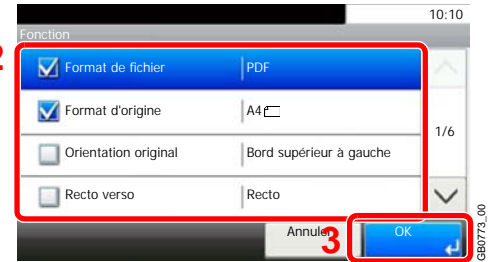 10:10
Fonction
2
Format de fichier PDF
Format d'origine A4
1/6
Orientation original Bord supérieur à gauche
Recto verso Recto
Annuler 3 OK
GB0773_00